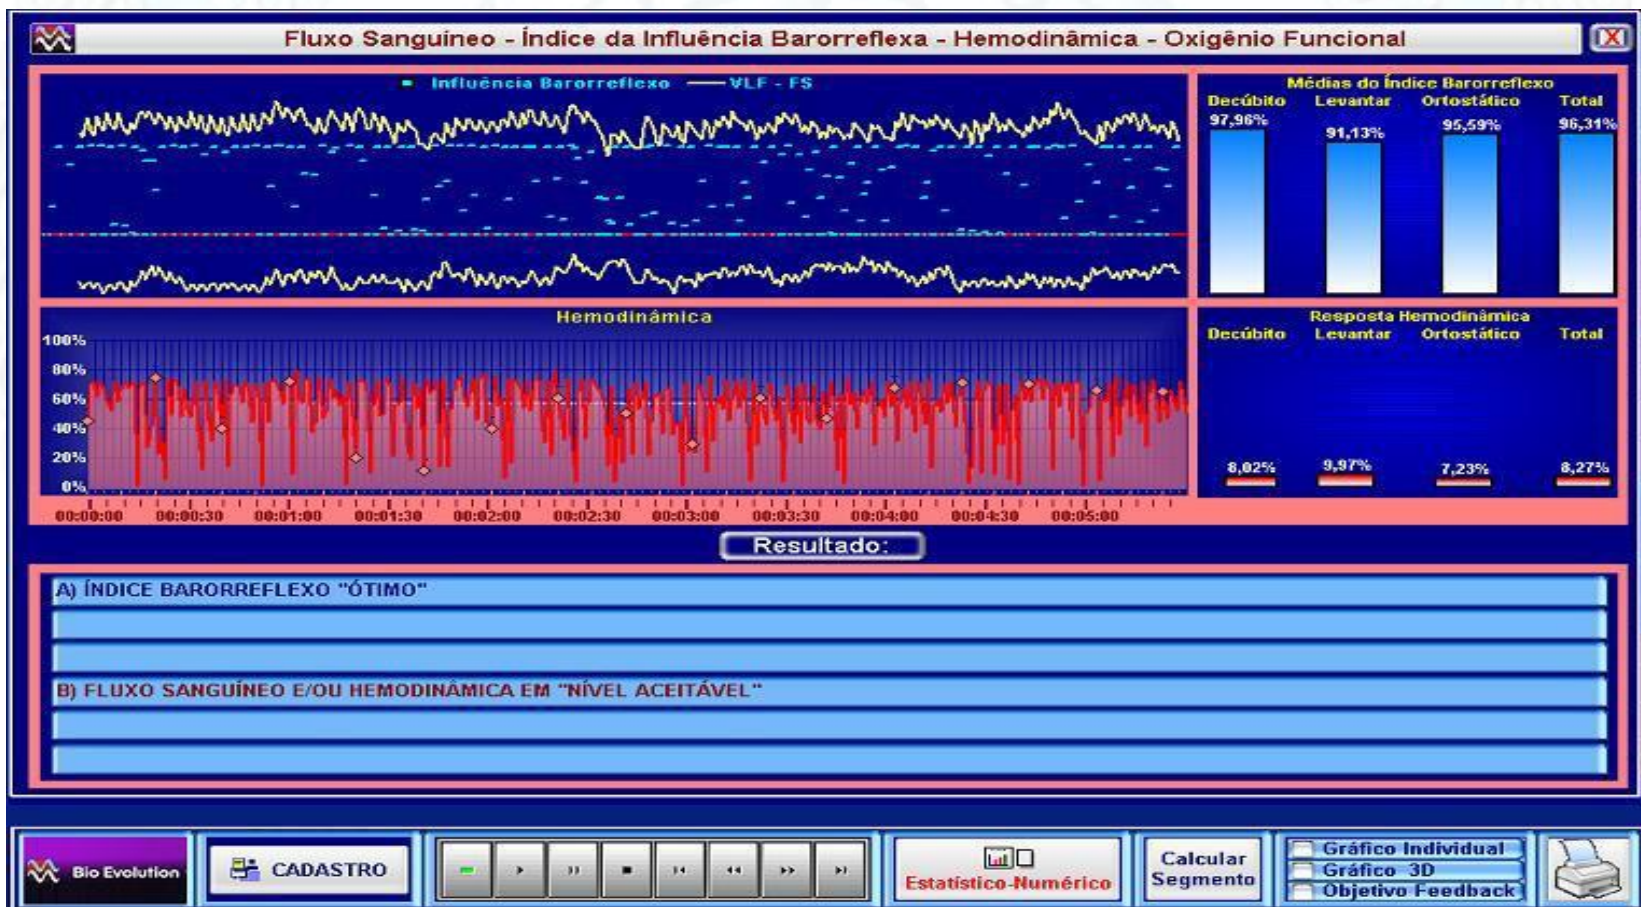 Fluxo Sanguíneo - Índice da Influência Barorreflexa - Hemodinâmica - Oxigênio Funcional
Influência Barorreflexo VLF - FS
Médias do Índice Barorreflexo
Decúbito Levantar Ortostático Total
97,96% 91,13% 95,59% 96,31%
Hemodinâmica
100%
80%
60%
40%
20%
0%
00:00:00 00:00:30 00:01:00 00:01:30 00:02:00 00:02:30 00:03:00 00:03:30 00:04:00 00:04:30 00:05:00
Resposta Hemodinâmica
Decúbito Levantar Ortostático Total
8,02% 9,97% 7,23% 8,27%
Resultado:
A) ÍNDICE BARORREFLEXO "ÓTIMO"
B) FLUXO SANGUÍNEO E/OU HEMODINÂMICA EM "NÍVEL ACEITÁVEL"
Bio Evolution
CADASTRO
Estatístico-Numérico
Calcular
Segmento
Gráfico Individual
Gráfico 3D
Objetivo Feedback